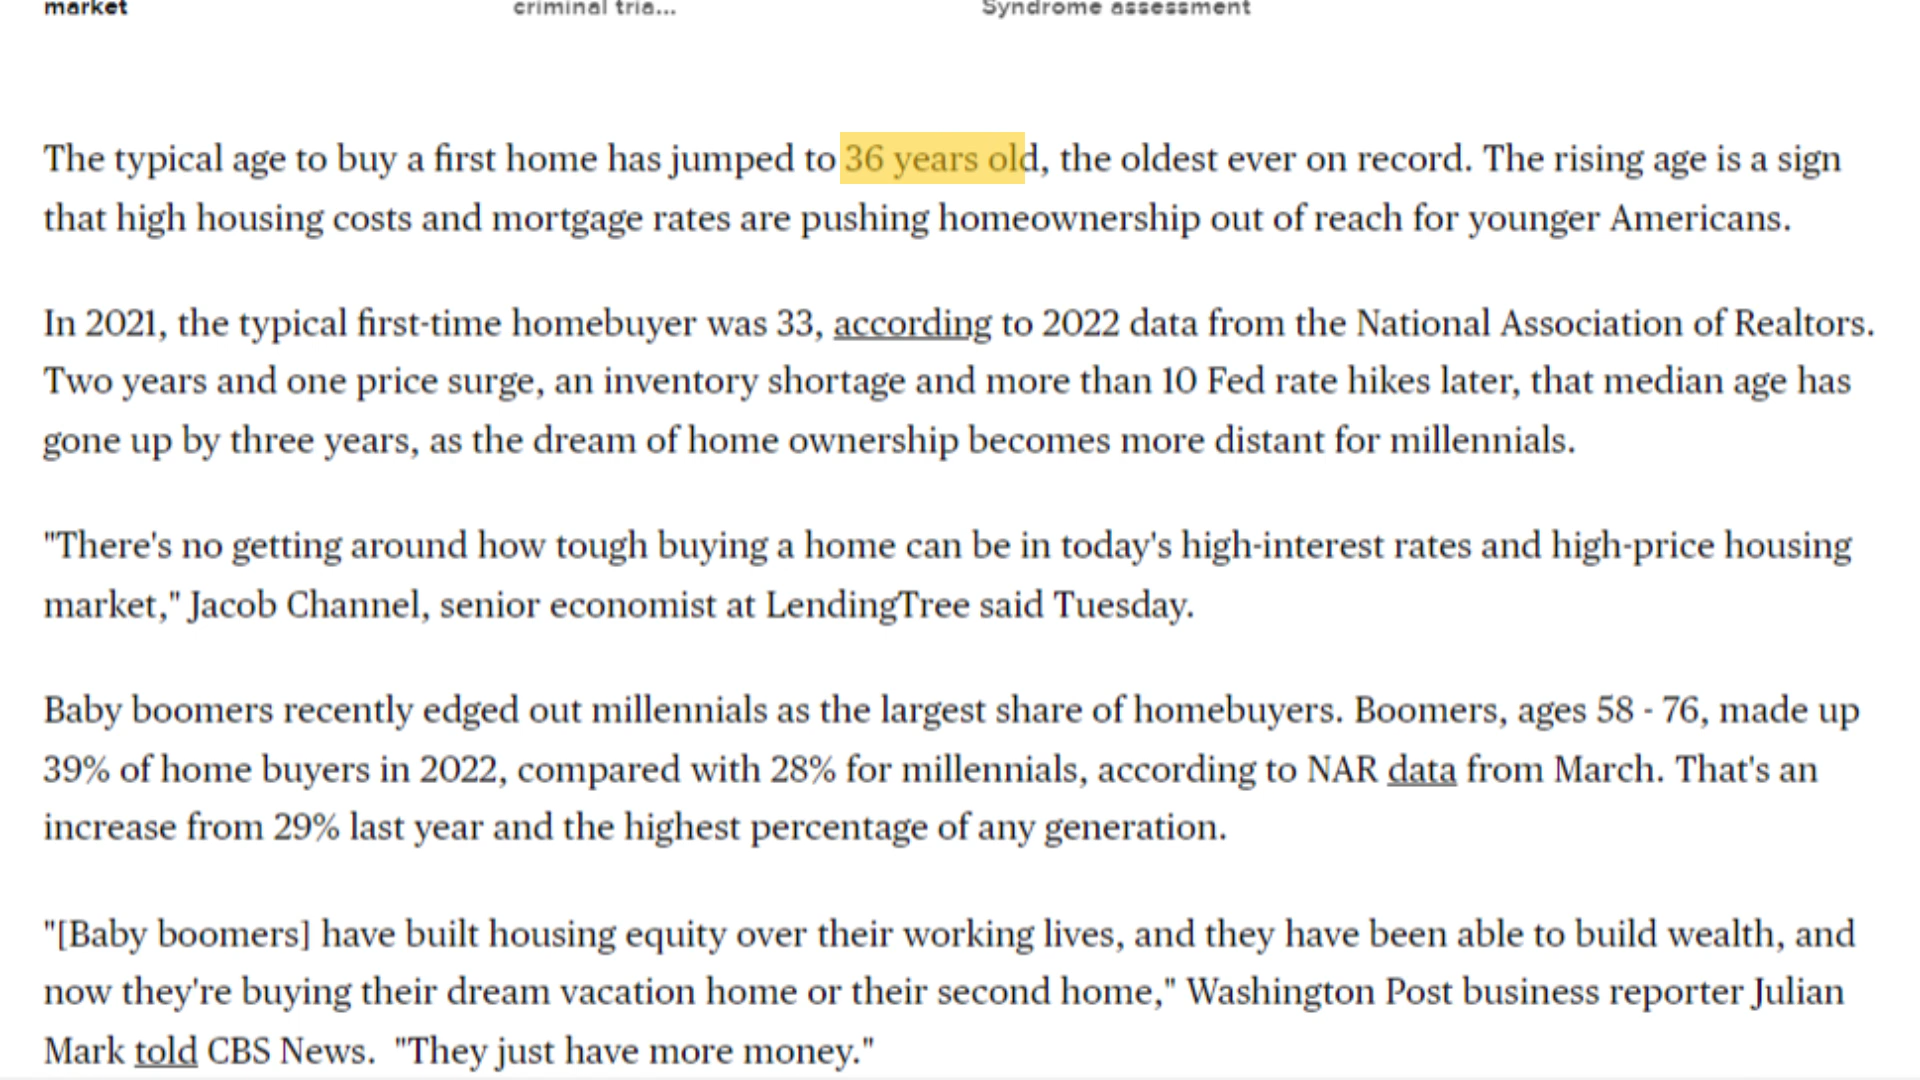 market criminal tria... Syndrome assessment
The typical age to buy a first home has jumped to 36 years old, the oldest ever on record. The rising age is a sign
that high housing costs and mortgage rates are pushing homeownership out of reach for younger Americans.
In 2021, the typical first-time homebuyer was 33, according to 2022 data from the National Association of Realtors.
Two years and one price surge, an inventory shortage and more than 10 Fed rate hikes later, that median age has
gone up by three years, as the dream of home ownership becomes more distant for millennials.
"There's no getting around how tough buying a home can be in today's high-interest rates and high-price housing
market," Jacob Channel, senior economist at LendingTree said Tuesday.
Baby boomers recently edged out millennials as the largest share of homebuyers. Boomers, ages 58 - 76, made up
39% of home buyers in 2022, compared with 28% for millennials, according to NAR data from March. That's an
increase from 29% last year and the highest percentage of any generation.
"[Baby boomers] have built housing equity over their working lives, and they have been able to build wealth, and
now they're buying their dream vacation home or their second home," Washington Post business reporter Julian
Mark told CBS News.  "They just have more money."